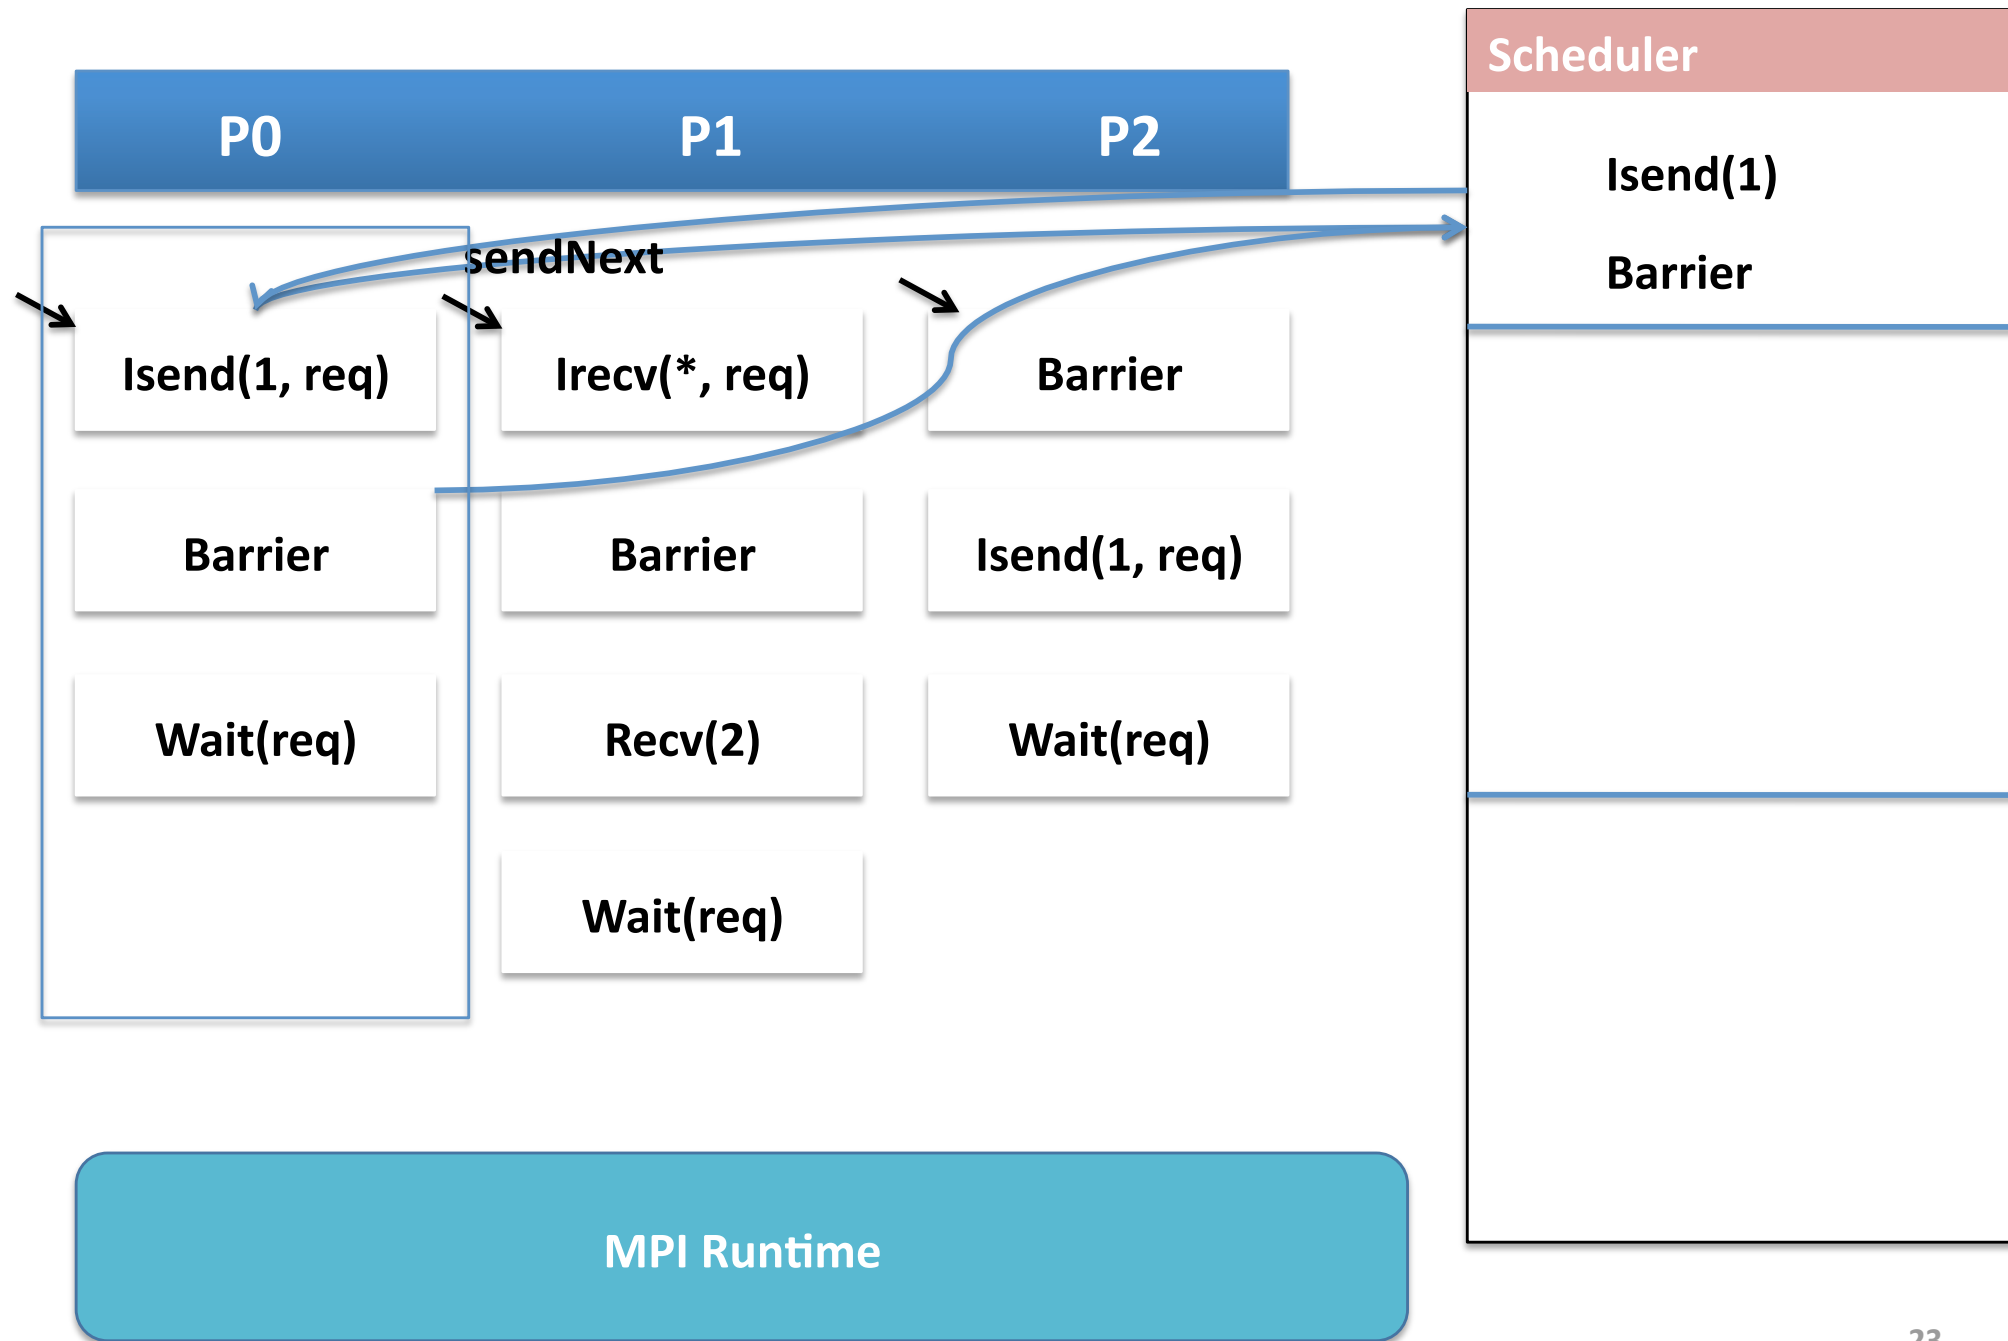 Scheduler
P0 P1 P2
Isend(1)
sendNext
Barrier
Isend(1, req) Irecv(*, req) Barrier
Barrier Barrier Isend(1, req)
Wait(req) Recv(2) Wait(req)
Wait(req)
MPI Runtime
23